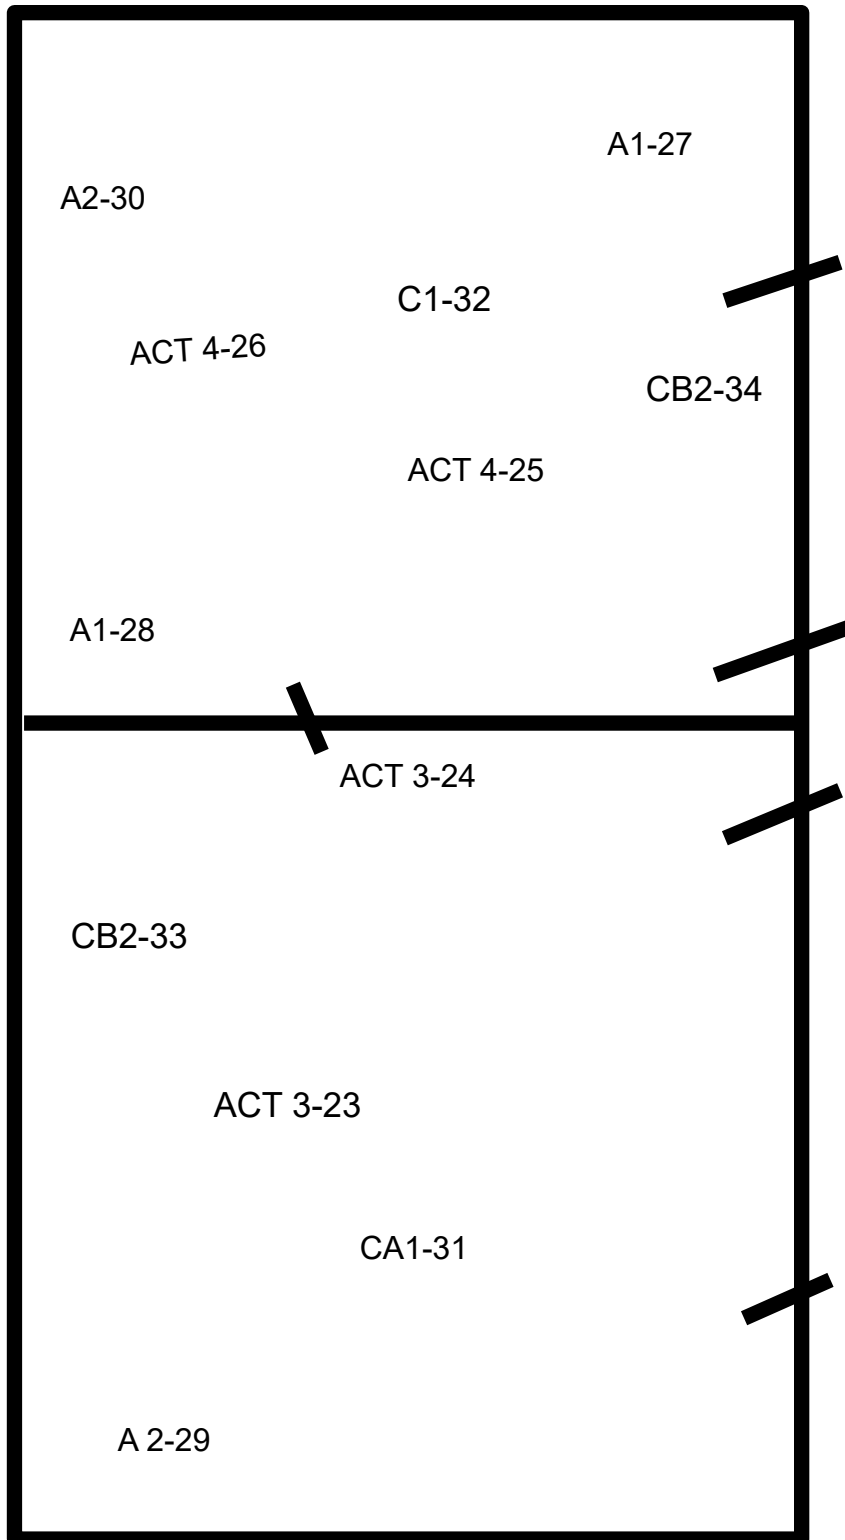 A1-27
A2-30
C1-32
ACT 4-26
CB2-34
ACT 4-25
A1-28
ACT 3-24
CB2-33
ACT 3-23
CA1-31
A 2-29